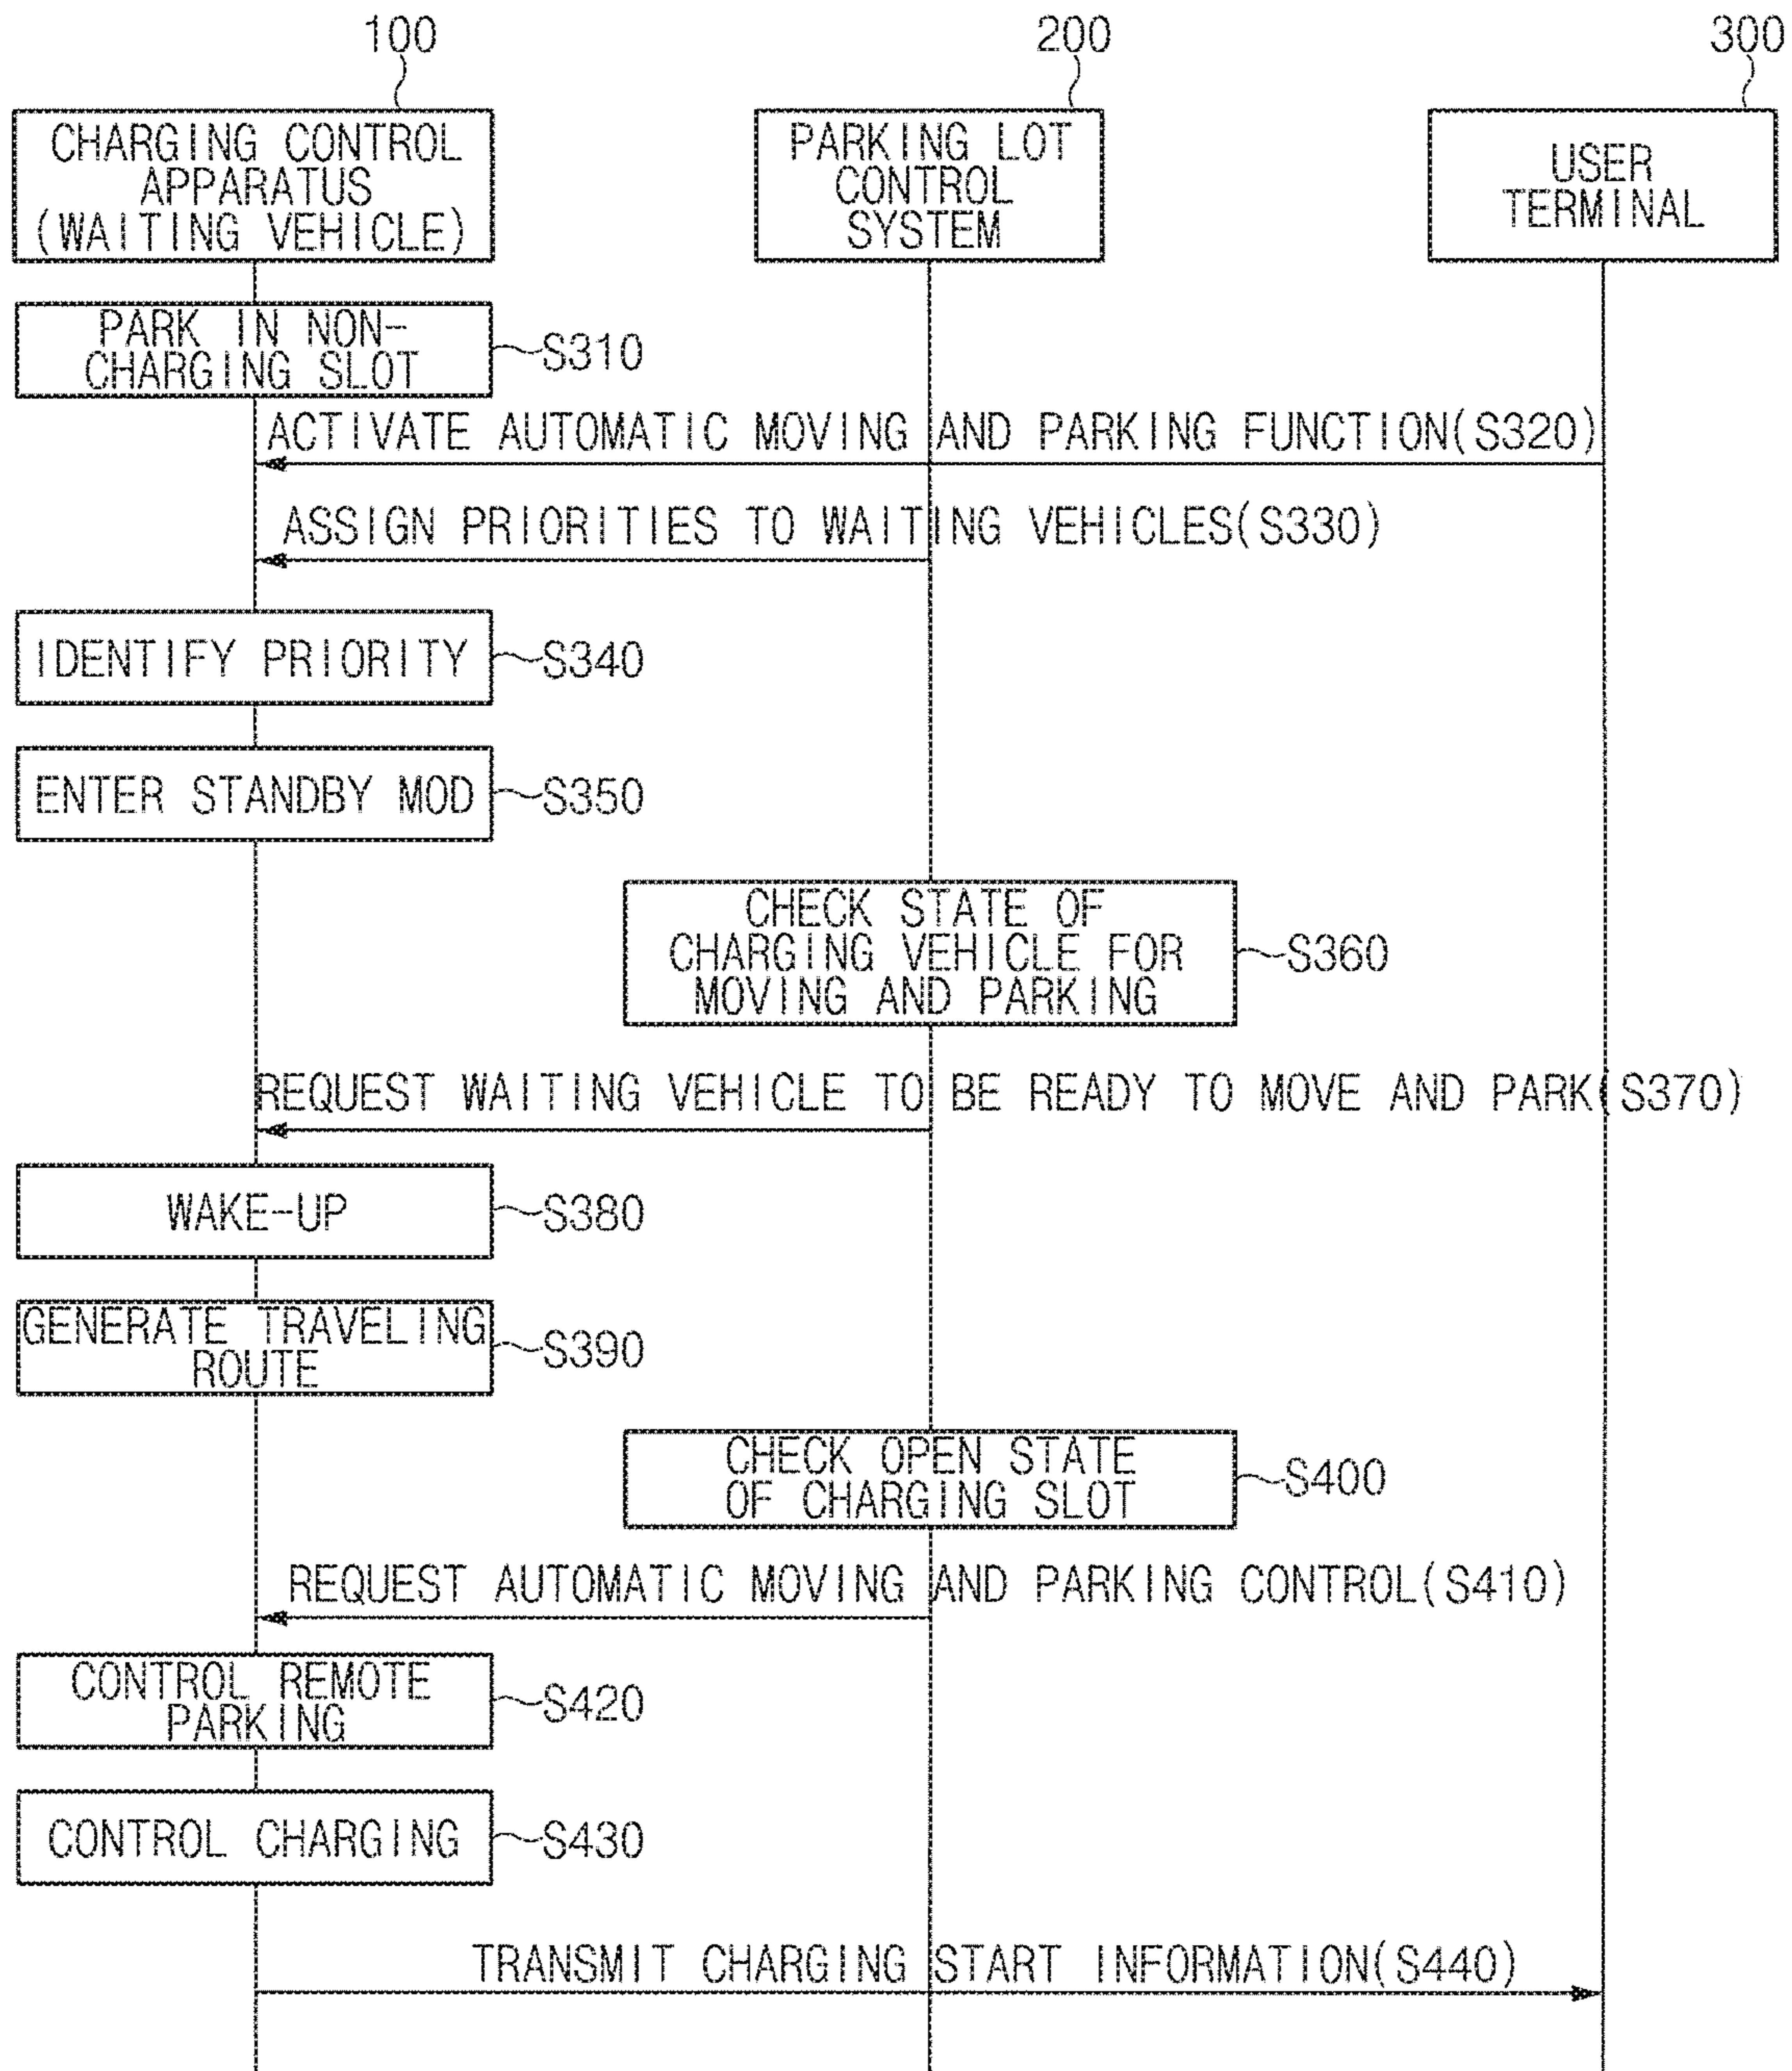 100
200
300
CHARGING CONTROL
APPARATUS
(WAITING VEHICLE)
PARKING LOT
CONTROL
SYSTEM
USER
TERMINAL
PARK IN NON-
CHARGING SLOT
S310
ACTIVATE AUTOMATIC MOVING AND PARKING FUNCTION(S320)
ASSIGN PRIORITIES TO WAITING VEHICLES(S330)
IDENTIFY PRIORITY
S340
ENTER STANDBY MOD
S350
CHECK STATE OF
CHARGING VEHICLE FOR
MOVING AND PARKING
S360
REQUEST WAITING VEHICLE TO BE READY TO MOVE AND PARK(S370)
WAKE-UP
S380
GENERATE TRAVELING
ROUTE
S390
CHECK OPEN STATE
OF CHARGING SLOT
S400
REQUEST AUTOMATIC MOVING AND PARKING CONTROL(S410)
CONTROL REMOTE
PARKING
S420
CONTROL CHARGING
S430
TRANSMIT CHARGING START INFORMATION(S440)